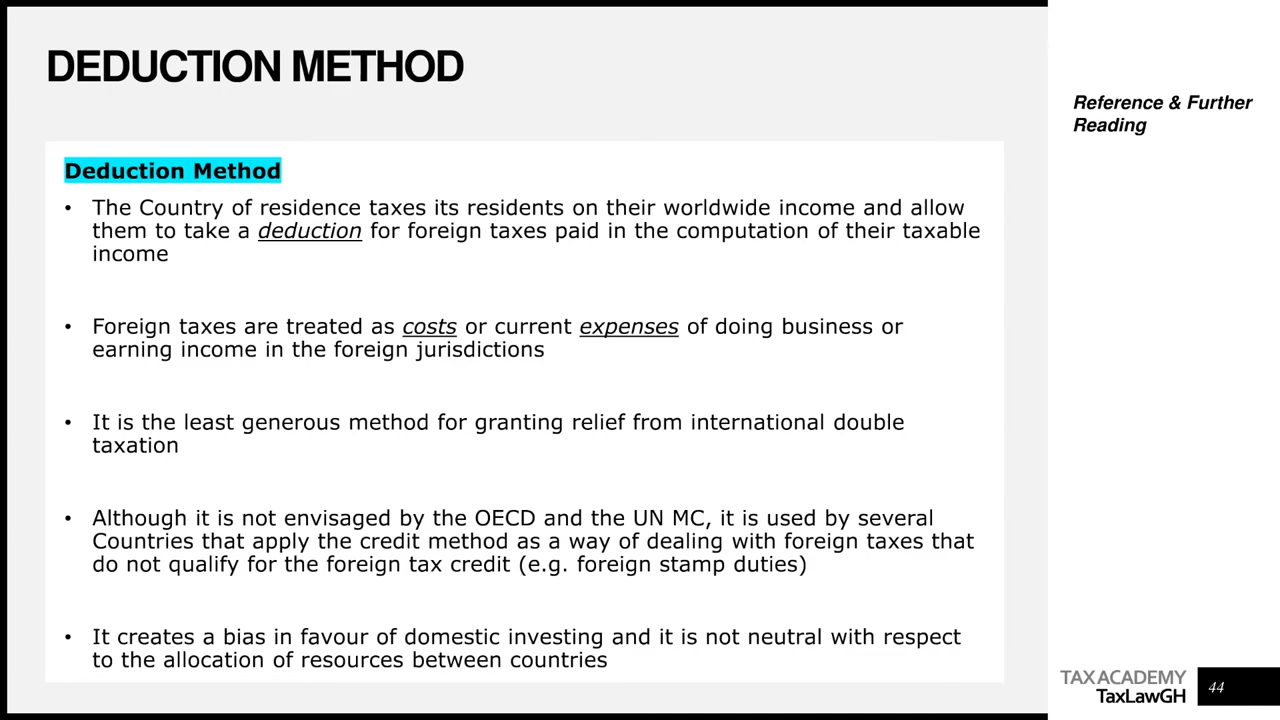 DEDUCTION METHOD
Reference & Further
Reading
Deduction Method
• The Country of residence taxes its residents on their worldwide income and allow
them to take a deduction for foreign taxes paid in the computation of their taxable
income
• Foreign taxes are treated as costs or current expenses of doing business or
earning income in the foreign jurisdictions
• It is the least generous method for granting relief from international double
taxation
• Although it is not envisaged by the OECD and the UN MC, it is used by several
Countries that apply the credit method as a way of dealing with foreign taxes that
do not qualify for the foreign tax credit (e.g. foreign stamp duties)
• It creates a bias in favour of domestic investing and it is not neutral with respect
to the allocation of resources between countries
TAX ACADEMY
TaxLawGH
44